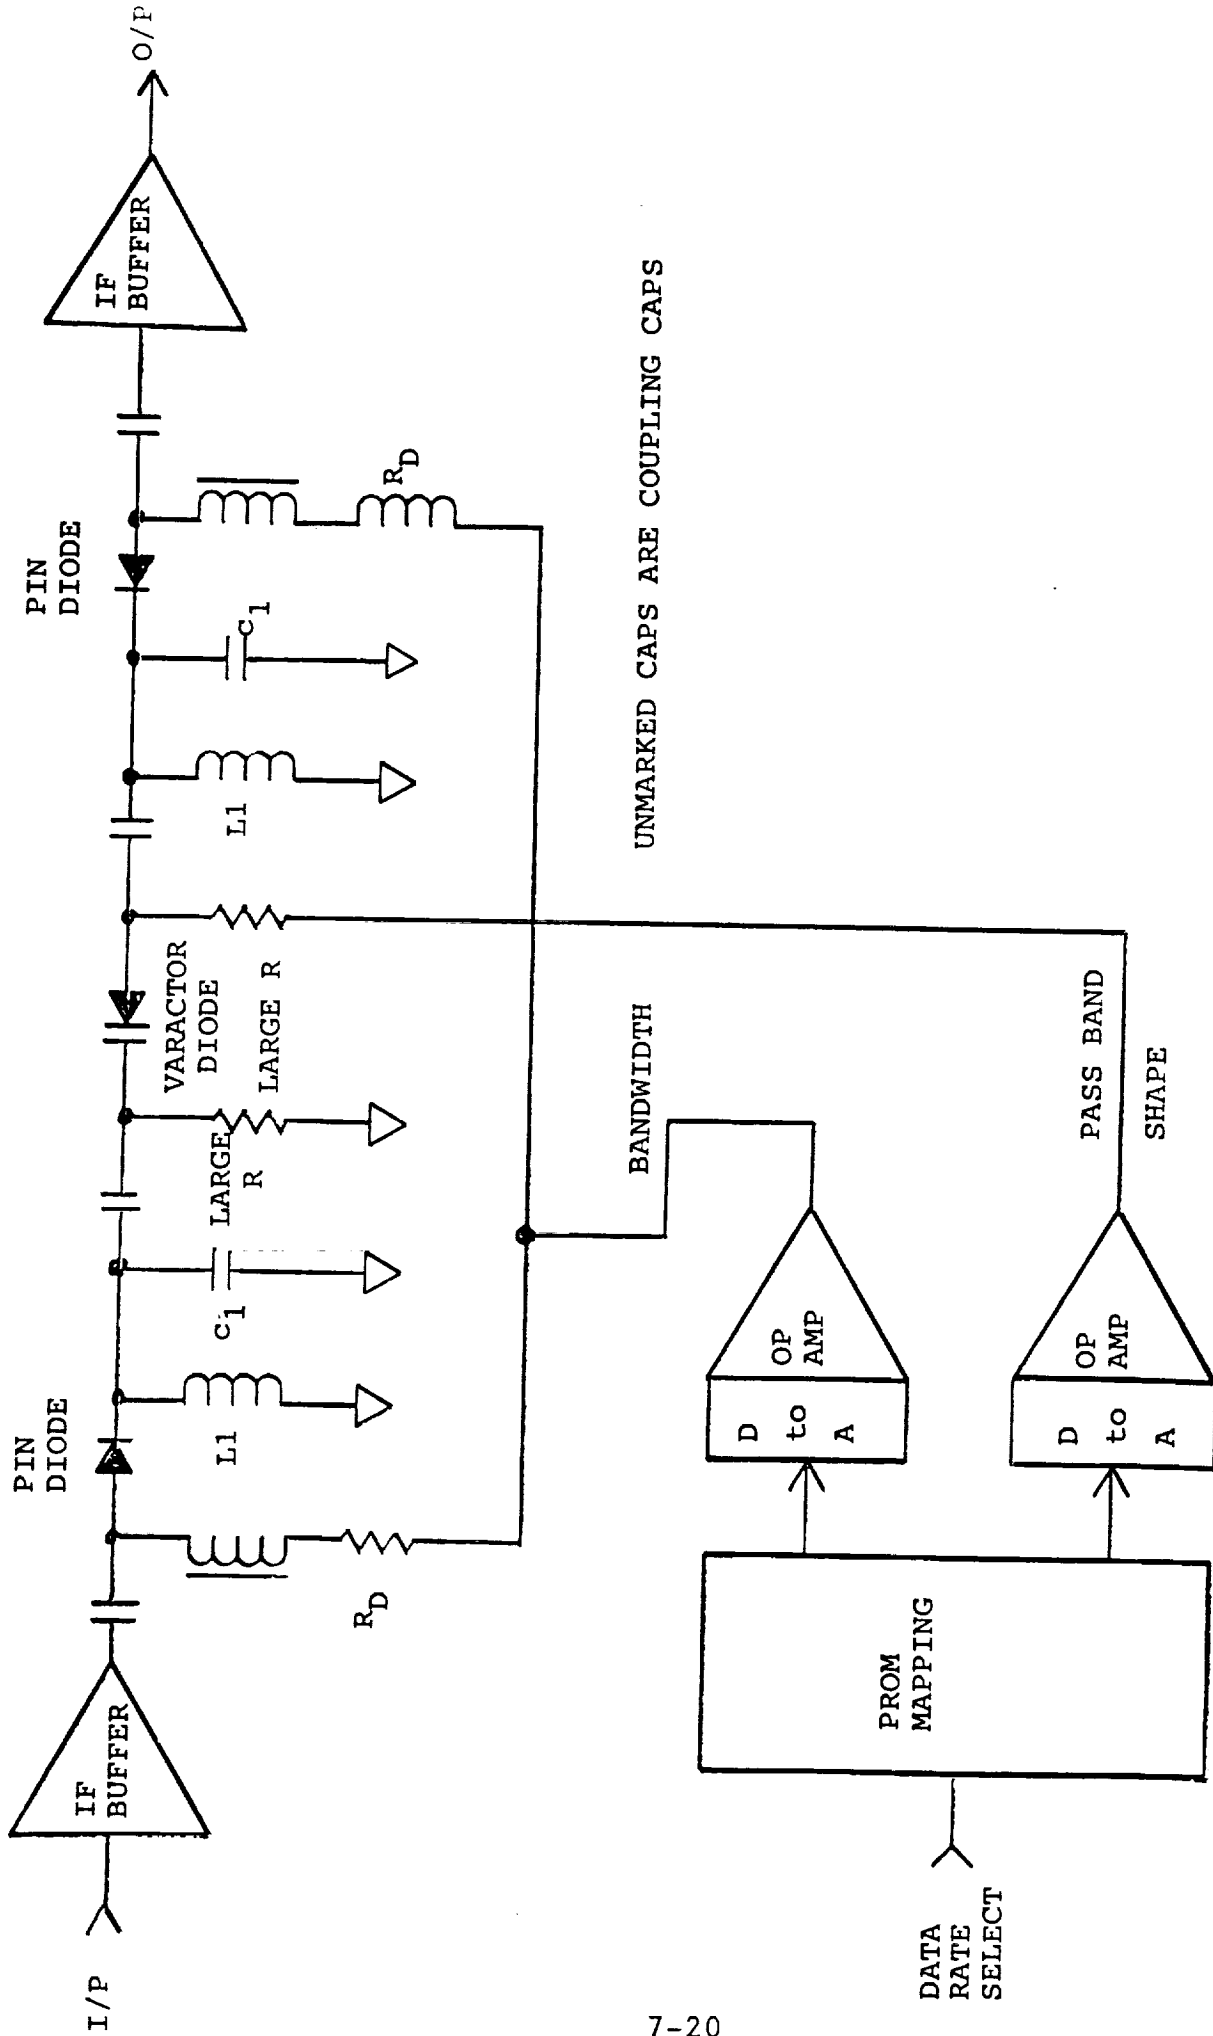 I/P
IF
BUFFER
PIN
DIODE
R_D
L1
C1
LARGE
R
LARGE R
VARACTOR
DIODE
L1
C1
PIN
DIODE
R_D
IF
BUFFER
O/P
UNMARKED CAPS ARE COUPLING CAPS
DATA
RATE
SELECT
PROM
MAPPING
D
to
A
OP
AMP
BANDWIDTH
D
to
A
OP
AMP
PASS BAND
SHAPE
7-20